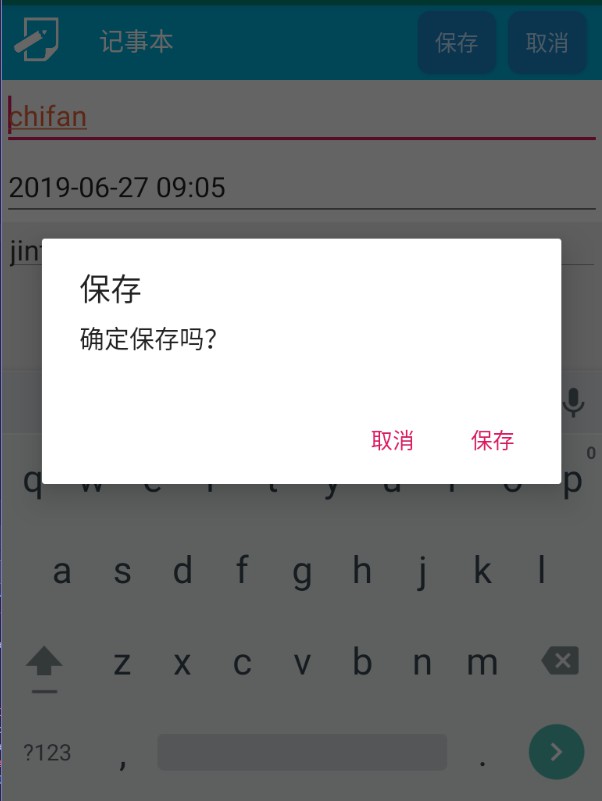 记事本 保存 取消
chifan
2019-06-27 09:05
保存
确定保存吗?
取消 保存
0
q p
a s d f g h j k l
z x c v b n m
?123 , .